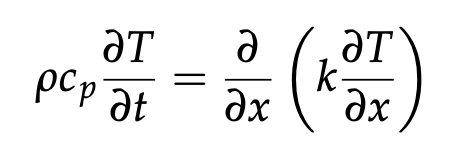 ρc_p ∂T/∂t = ∂/∂x (k ∂T/∂x)